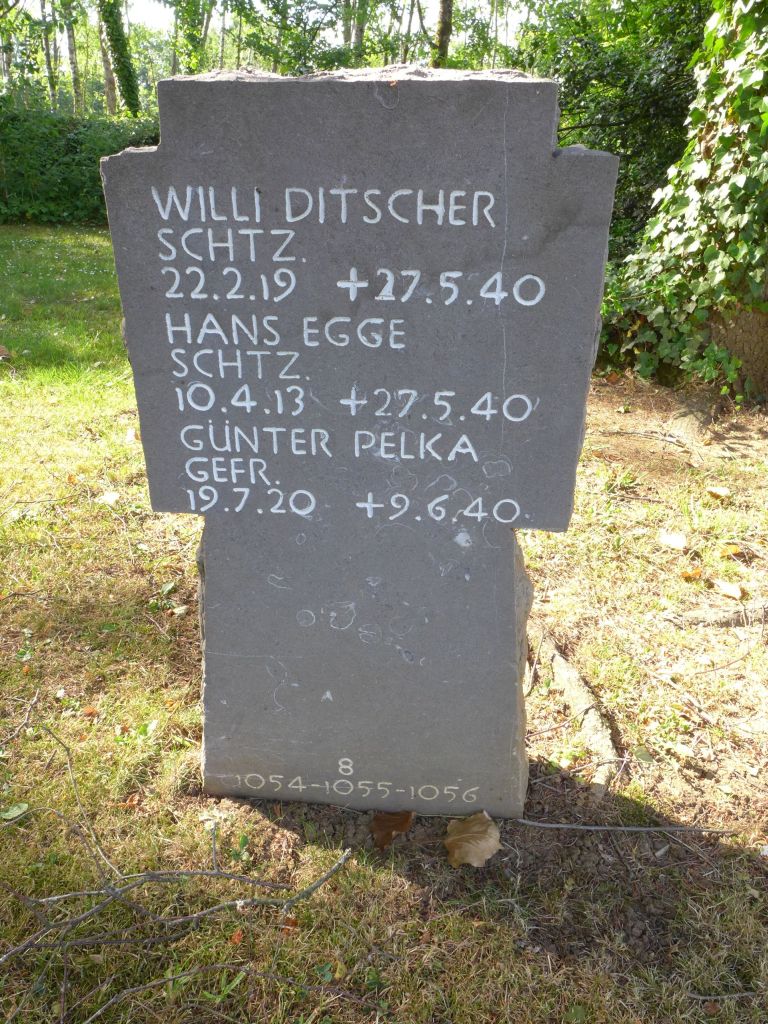 WILLI DITSCHER
SCHTZ.
22.2.19 +27.5.40
HANS EGGE
SCHTZ.
10.4.13 +27.5.40
GÜNTER PELKA
GEFR.
19.7.20 +9.6.40
8
1054-1055-1056